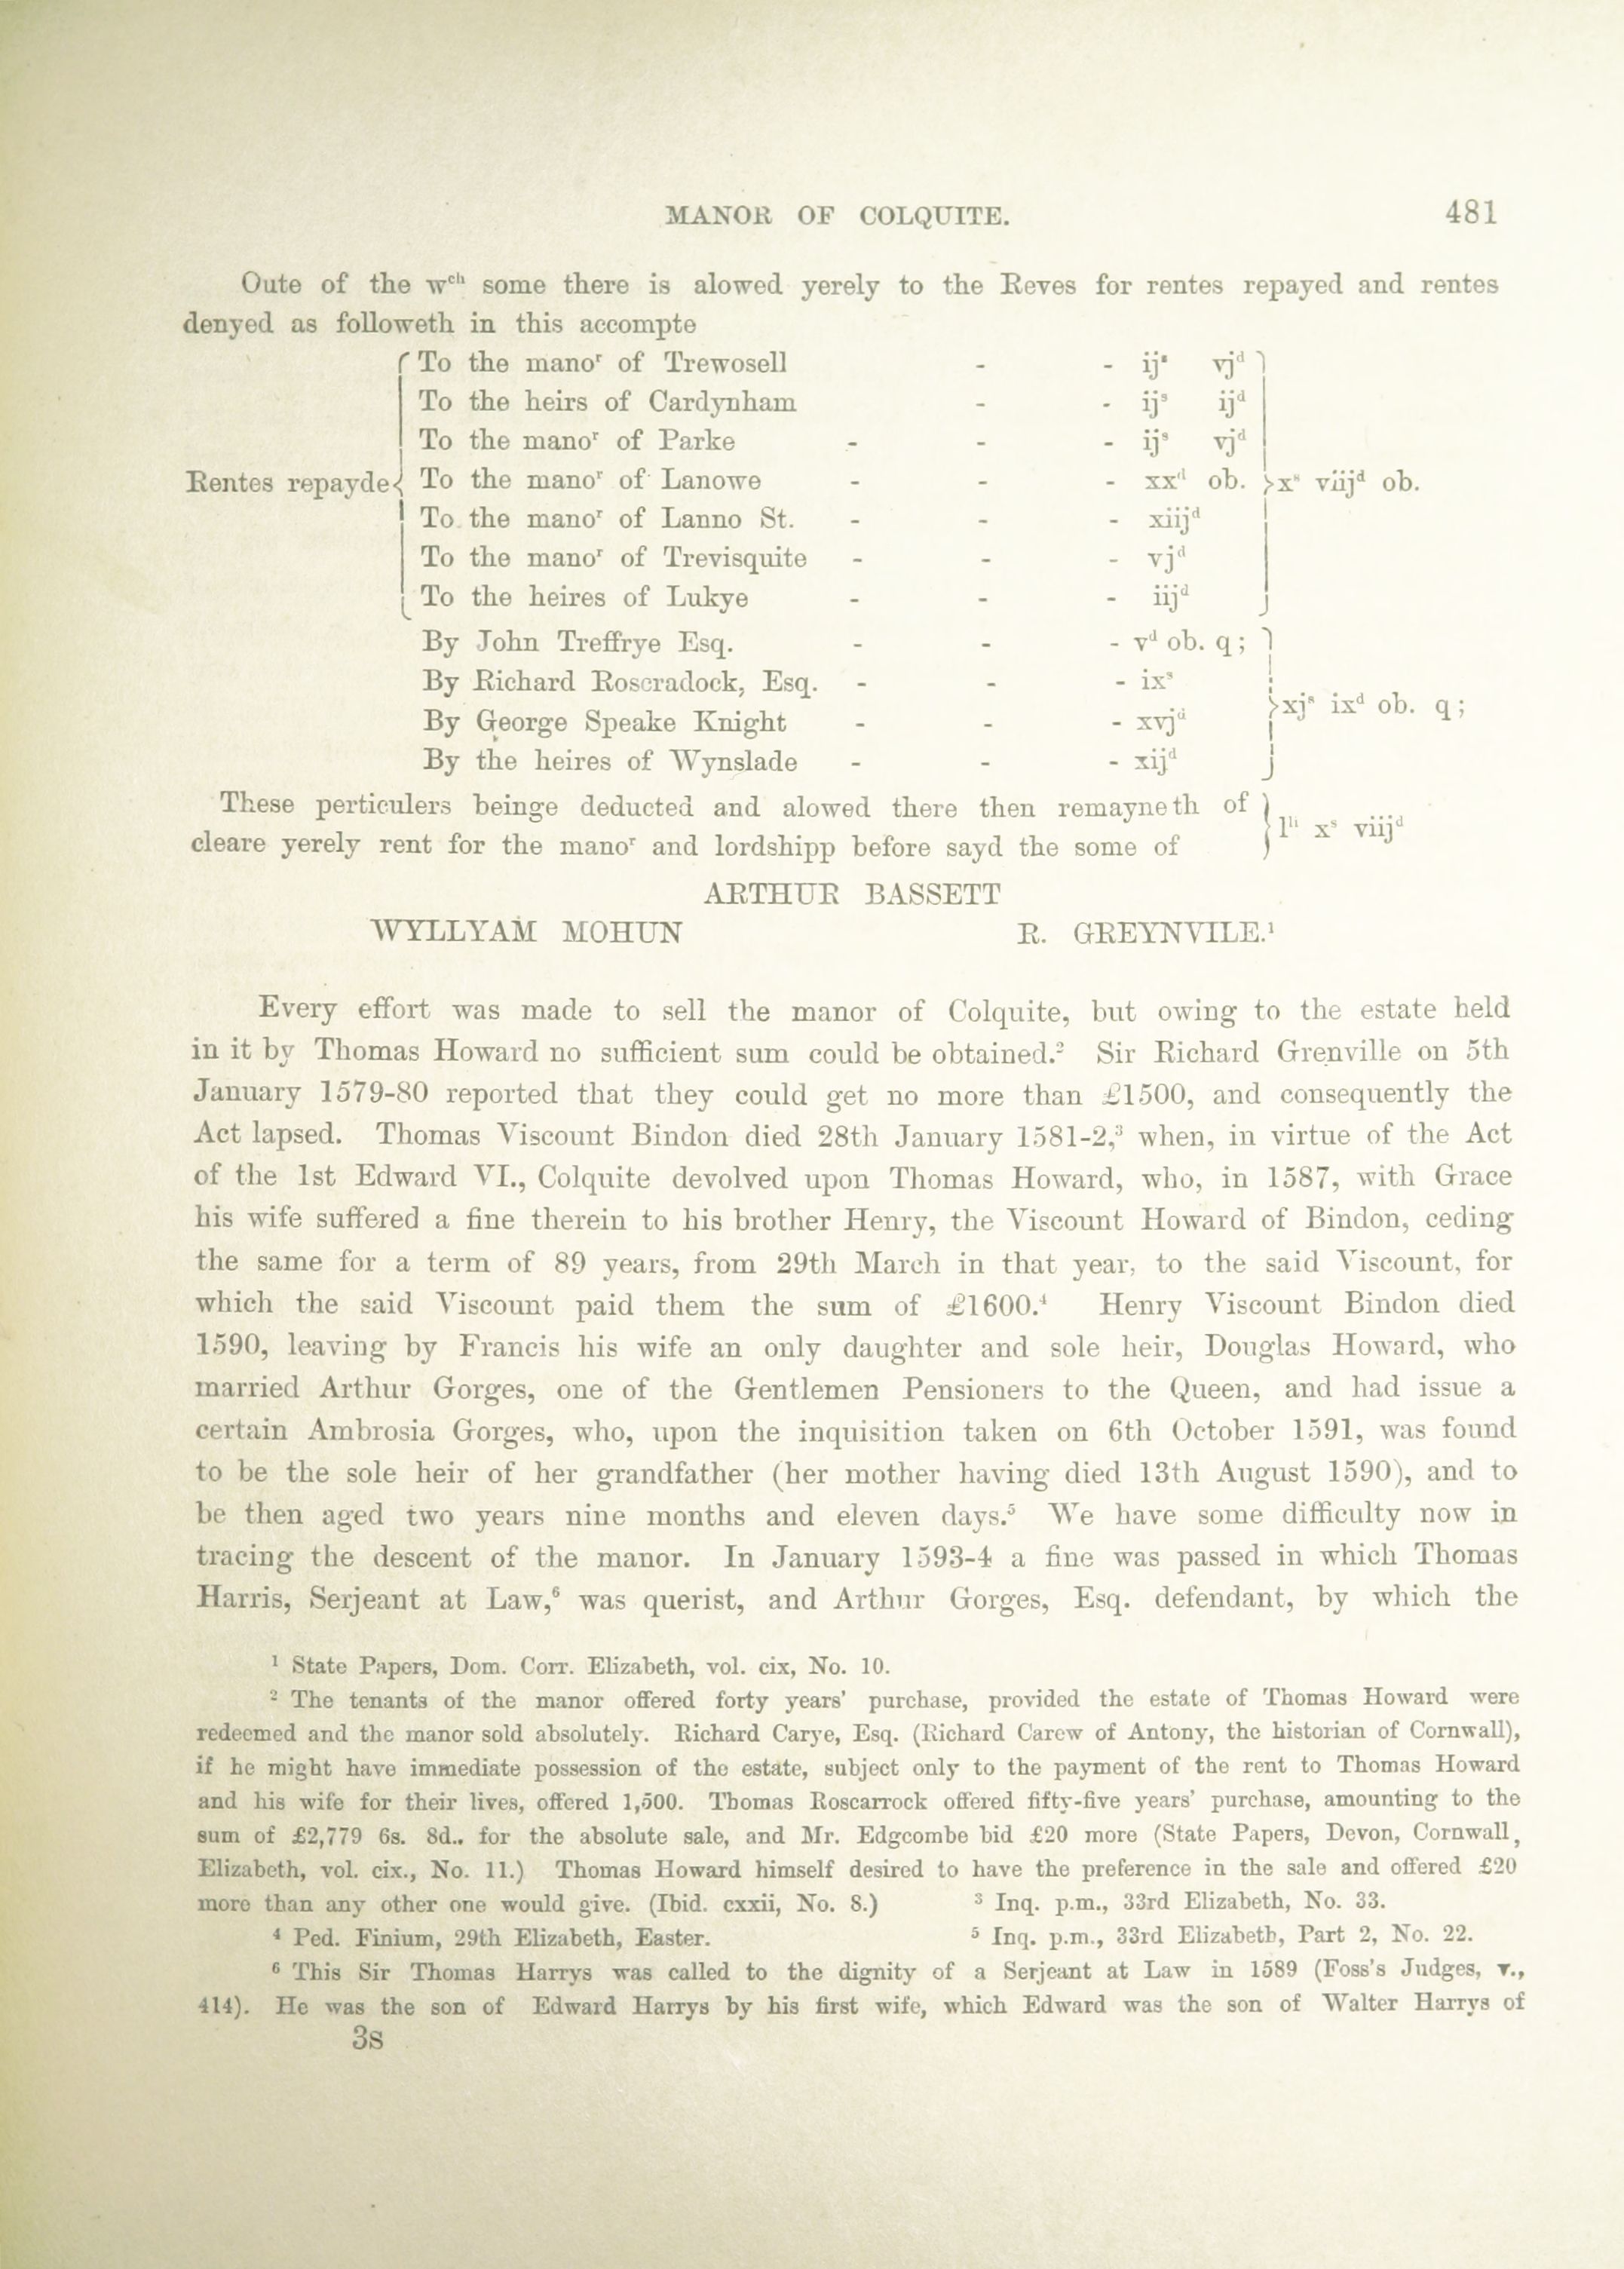 MANOR OF COLQUITE. 481
Oute of the wch some there is alowed yerely to the Reves for rentes repayed and rentes
denyed as followeth in this accompte
To the manor of Trewosell - - ijs vjd
To the heirs of Cardynham - - ijs ijd
To the manor of Parke - - - ijs vjd
Rentes repayde To the manor of Lanowe - - - xxd ob. xs viijd ob.
To the manor of Lanno St. - - - xiijd
To the manor of Trevisquite - - - vjd
To the heires of Lukye - - - iijd
By John Treffrye Esq. - - - vd ob. q;
By Richard Roscradock, Esq. - - - ixs
xjs ixd ob. q;
By George Speake Knight - - - xvjd
By the heires of Wynslade - - - xijd
These perticulers beinge deducted and alowed there then remayneth of
lli xs viijd
cleare yerely rent for the manor and lordshipp before sayd the some of
ARTHUR BASSETT
WYLLYAM MOHUN R. GREYNVILE.1
Every effort was made to sell the manor of Colquite, but owing to the estate held
in it by Thomas Howard no sufficient sum could be obtained.2 Sir Richard Grenville on 5th
January 1579-80 reported that they could get no more than £1500, and consequently the
Act lapsed. Thomas Viscount Bindon died 28th January 1581-2,3 when, in virtue of the Act
of the 1st Edward VI., Colquite devolved upon Thomas Howard, who, in 1587, with Grace
his wife suffered a fine therein to his brother Henry, the Viscount Howard of Bindon, ceding
the same for a term of 89 years, from 29th March in that year, to the said Viscount, for
which the said Viscount paid them the sum of £1600.4 Henry Viscount Bindon died
1590, leaving by Francis his wife an only daughter and sole heir, Douglas Howard, who
married Arthur Gorges, one of the Gentlemen Pensioners to the Queen, and had issue a
certain Ambrosia Gorges, who, upon the inquisition taken on 6th October 1591, was found
to be the sole heir of her grandfather (her mother having died 13th August 1590), and to
be then aged two years nine months and eleven days.5 We have some difficulty now in
tracing the descent of the manor. In January 1593-4 a fine was passed in which Thomas
Harris, Serjeant at Law,6 was querist, and Arthur Gorges, Esq. defendant, by which the
1 State Papers, Dom. Corr. Elizabeth, vol. cix, No. 10.
2 The tenants of the manor offered forty years' purchase, provided the estate of Thomas Howard were
redeemed and the manor sold absolutely. Richard Carye, Esq. (Richard Carew of Antony, the historian of Cornwall),
if he might have immediate possession of the estate, subject only to the payment of the rent to Thomas Howard
and his wife for their lives, offered 1,500. Thomas Roscarrock offered fifty-five years' purchase, amounting to the
sum of £2,779 6s. 8d.. for the absolute sale, and Mr. Edgcombe bid £20 more (State Papers, Devon, Cornwall,
Elizabeth, vol. cix., No. 11.) Thomas Howard himself desired to have the preference in the sale and offered £20
more than any other one would give. (Ibid. cxxii, No. 8.) 3 Inq. p.m., 33rd Elizabeth, No. 33.
4 Ped. Finium, 29th Elizabeth, Easter. 5 Inq. p.m., 33rd Elizabeth, Part 2, No. 22.
6 This Sir Thomas Harrys was called to the dignity of a Serjeant at Law in 1589 (Foss's Judges, v.,
414). He was the son of Edward Harrys by his first wife, which Edward was the son of Walter Harrys of
3s